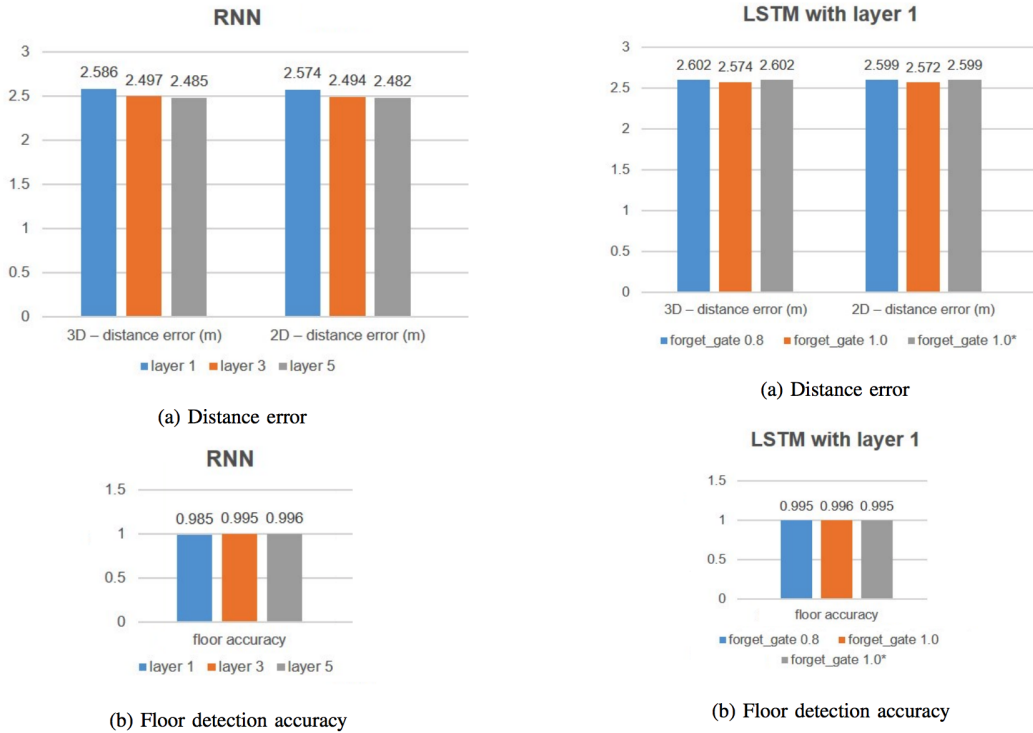 RNN
3
2.5
2
1.5
1
0.5
0
2.586 2.497 2.485 2.574 2.494 2.482
3D – distance error (m) 2D – distance error (m)
layer 1 layer 3 layer 5
(a) Distance error
RNN
1.5
1
0.5
0
0.985 0.995 0.996
floor accuracy
layer 1 layer 3 layer 5
(b) Floor detection accuracy
LSTM with layer 1
3
2.5
2
1.5
1
0.5
0
2.602 2.574 2.602 2.599 2.572 2.599
3D – distance error (m) 2D – distance error (m)
forget_gate 0.8 forget_gate 1.0 forget_gate 1.0*
(a) Distance error
LSTM with layer 1
1.5
1
0.5
0
0.995 0.996 0.995
floor accuracy
forget_gate 0.8 forget_gate 1.0
forget_gate 1.0*
(b) Floor detection accuracy